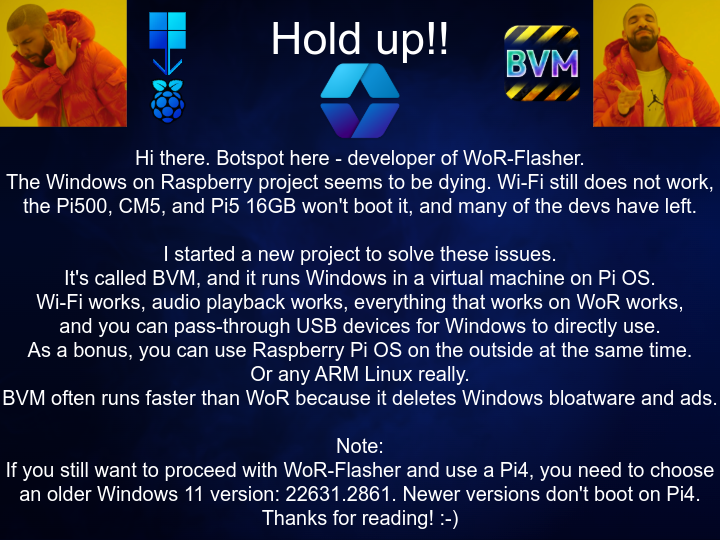 Hold up!!
BVM
Hi there. Botspot here - developer of WoR-Flasher.
The Windows on Raspberry project seems to be dying. Wi-Fi still does not work,
the Pi500, CM5, and Pi5 16GB won't boot it, and many of the devs have left.
I started a new project to solve these issues.
It's called BVM, and it runs Windows in a virtual machine on Pi OS.
Wi-Fi works, audio playback works, everything that works on WoR works,
and you can pass-through USB devices for Windows to directly use.
As a bonus, you can use Raspberry Pi OS on the outside at the same time.
Or any ARM Linux really.
BVM often runs faster than WoR because it deletes Windows bloatware and ads.
Note:
If you still want to proceed with WoR-Flasher and use a Pi4, you need to choose
an older Windows 11 version: 22631.2861. Newer versions don't boot on Pi4.
Thanks for reading! :-)